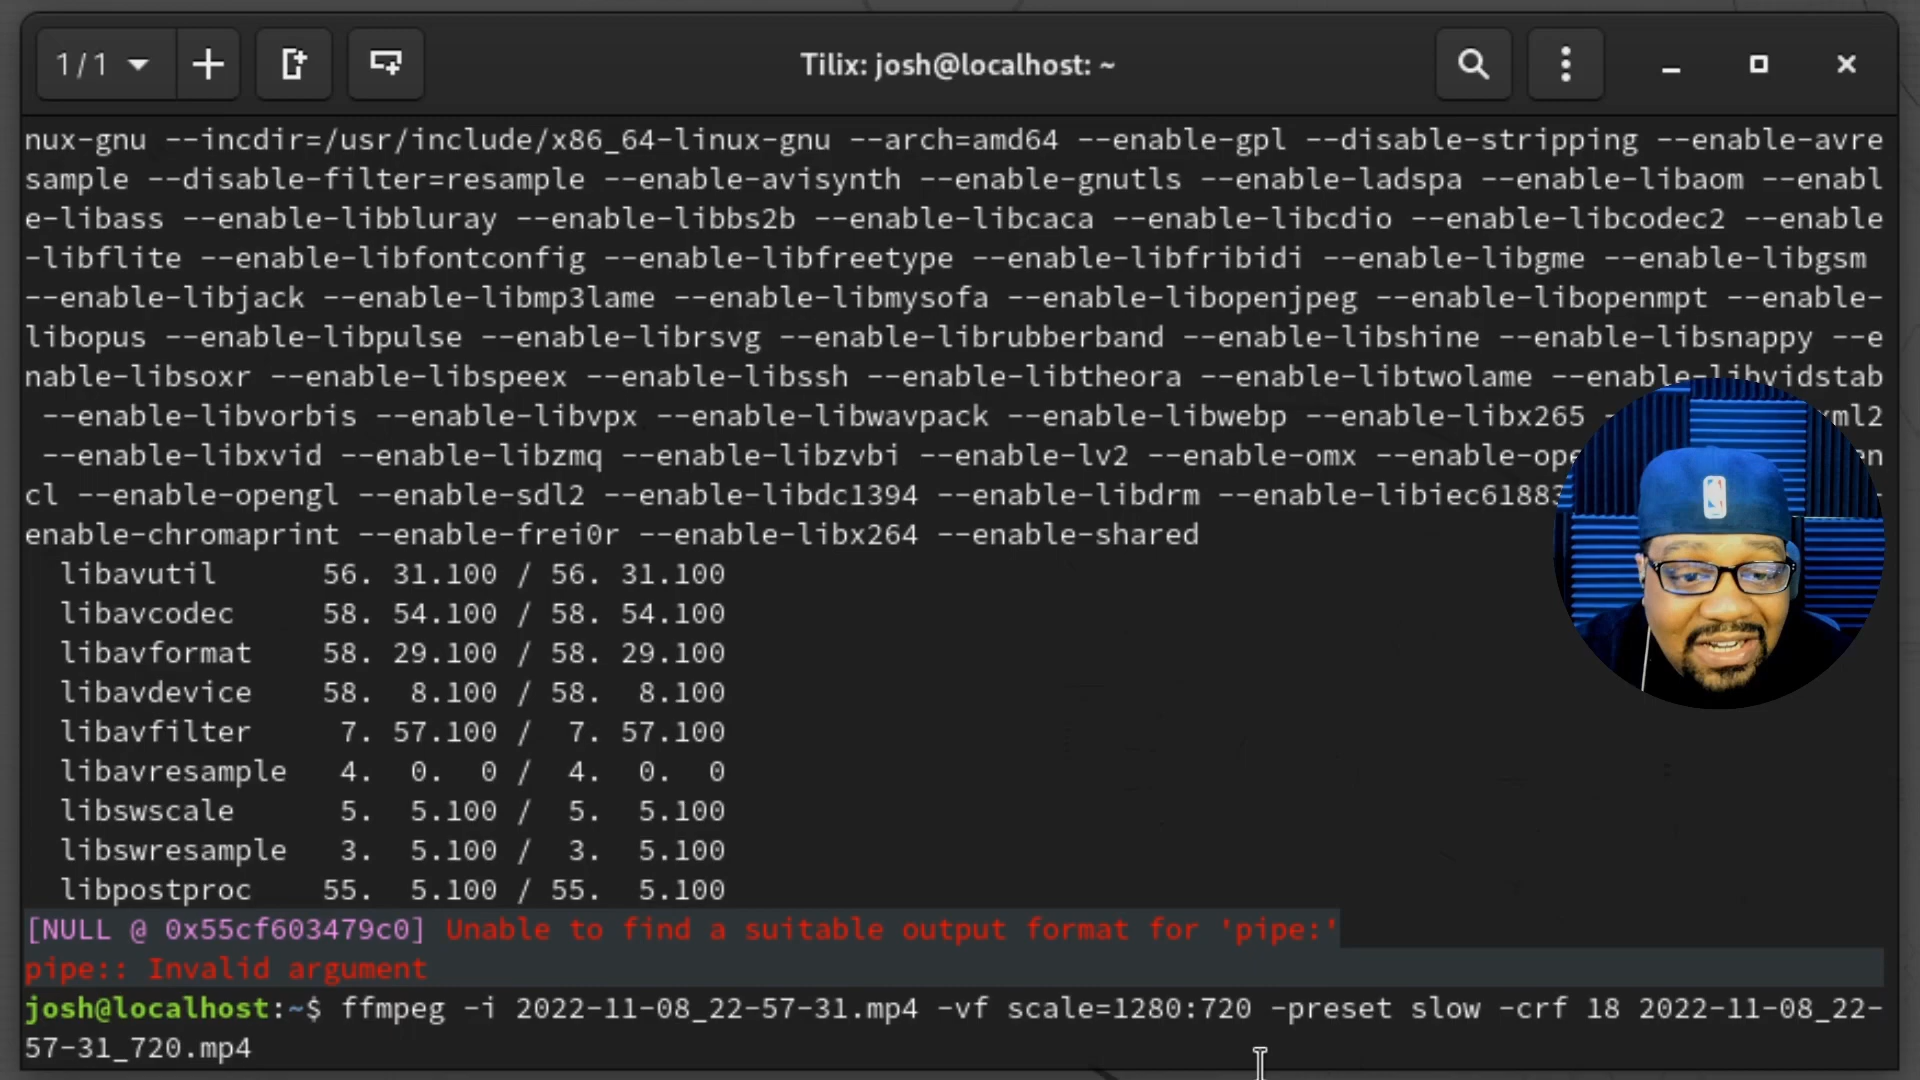 1 / 1
Tilix: josh@localhost: ~
nux-gnu --incdir=/usr/include/x86_64-linux-gnu --arch=amd64 --enable-gpl --disable-stripping --enable-avre
sample --disable-filter=resample --enable-avisynth --enable-gnutls --enable-ladspa --enable-libaom --enabl
e-libass --enable-libbluray --enable-libbs2b --enable-libcaca --enable-libcdio --enable-libcodec2 --enable
-libflite --enable-libfontconfig --enable-libfreetype --enable-libfribidi --enable-libgme --enable-libgsm
--enable-libjack --enable-libmp3lame --enable-libmysofa --enable-libopenjpeg --enable-libopenmpt --enable-
libopus --enable-libpulse --enable-librsvg --enable-librubberband --enable-libshine --enable-libsnappy --e
nable-libsoxr --enable-libspeex --enable-libssh --enable-libtheora --enable-libtwolame --enable-libvidstab
--enable-libvorbis --enable-libvpx --enable-libwavpack --enable-libwebp --enable-libx265 ml2
--enable-libxvid --enable-libzmq --enable-libzvbi --enable-lv2 --enable-omx --enable-ope en
cl --enable-opengl --enable-sdl2 --enable-libdc1394 --enable-libdrm --enable-libiec61883 -
enable-chromaprint --enable-frei0r --enable-libx264 --enable-shared
libavutil 56. 31.100 / 56. 31.100
libavcodec 58. 54.100 / 58. 54.100
libavformat 58. 29.100 / 58. 29.100
libavdevice 58. 8.100 / 58. 8.100
libavfilter 7. 57.100 / 7. 57.100
libavresample 4. 0. 0 / 4. 0. 0
libswscale 5. 5.100 / 5. 5.100
libswresample 3. 5.100 / 3. 5.100
libpostproc 55. 5.100 / 55. 5.100
[NULL @ 0x55cf603479c0] Unable to find a suitable output format for 'pipe:'
pipe:: Invalid argument
josh@localhost:~$ ffmpeg -i 2022-11-08_22-57-31.mp4 -vf scale=1280:720 -preset slow -crf 18 2022-11-08_22-
57-31_720.mp4